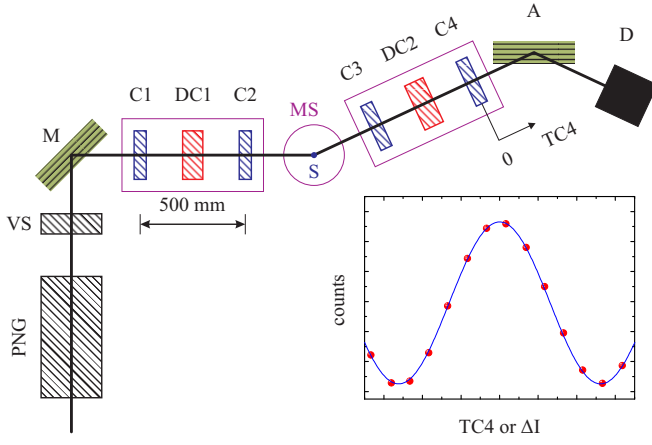 A
D
C4
DC2
C3
MS
C1 DC1 C2
M
TC4
0
S
500 mm
VS
PNG
counts
TC4 or ΔI